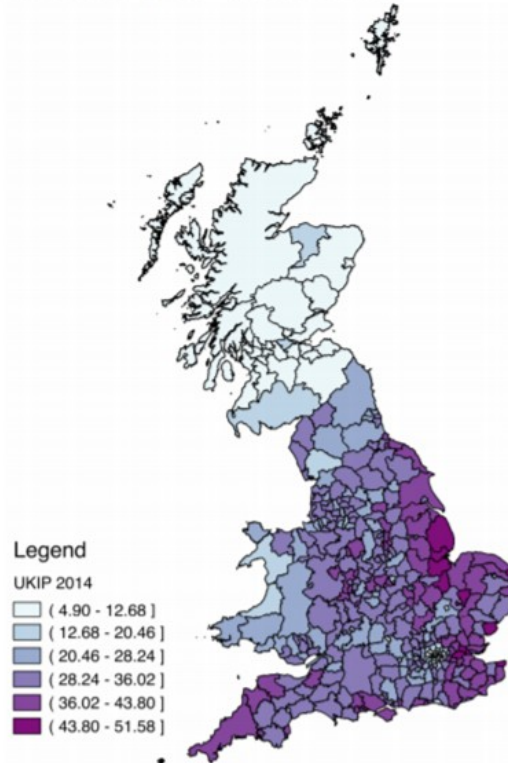 Legend
UKIP 2014
( 4.90 - 12.68 ]
( 12.68 - 20.46 ]
( 20.46 - 28.24 ]
( 28.24 - 36.02 ]
( 36.02 - 43.80 ]
( 43.80 - 51.58 ]